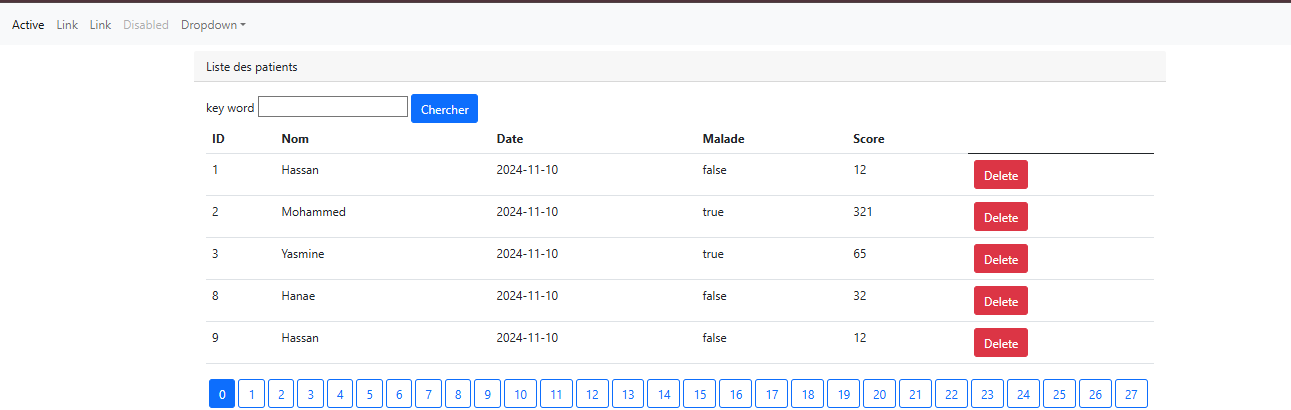 Active Link Link Disabled Dropdown
Liste des patients
key word Chercher
ID Nom Date Malade Score
1 Hassan 2024-11-10 false 12 Delete
2 Mohammed 2024-11-10 true 321 Delete
3 Yasmine 2024-11-10 true 65 Delete
8 Hanae 2024-11-10 false 32 Delete
9 Hassan 2024-11-10 false 12 Delete
0 1 2 3 4 5 6 7 8 9 10 11 12 13 14 15 16 17 18 19 20 21 22 23 24 25 26 27